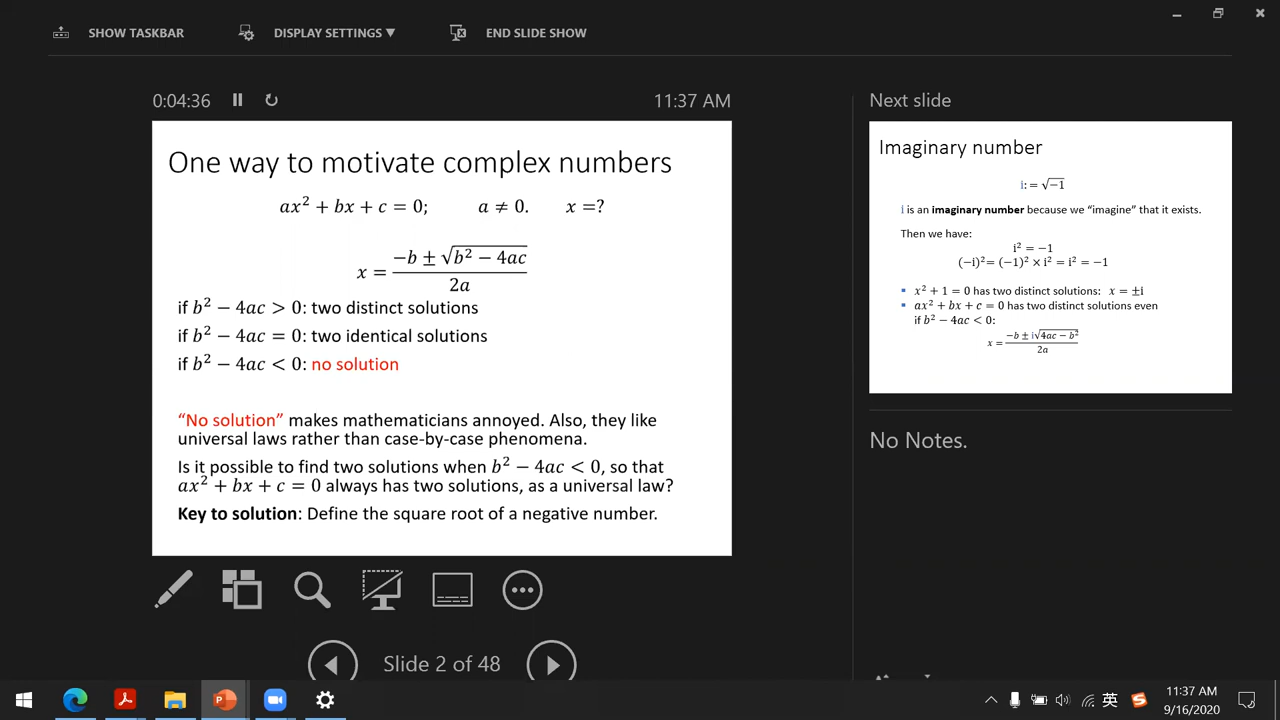 SHOW TASKBAR
DISPLAY SETTINGS ▼
END SLIDE SHOW
0:04:36
11:37 AM
One way to motivate complex numbers
ax² + bx + c = 0; a ≠ 0. x =?
x = (−b ± √(b² − 4ac)) / 2a
if b² − 4ac > 0: two distinct solutions
if b² − 4ac = 0: two identical solutions
if b² − 4ac < 0: no solution
“No solution” makes mathematicians annoyed. Also, they like
universal laws rather than case-by-case phenomena.
Is it possible to find two solutions when b² − 4ac < 0, so that
ax² + bx + c = 0 always has two solutions, as a universal law?
Key to solution: Define the square root of a negative number.
Slide 2 of 48
Next slide
Imaginary number
i: = √−1
i is an imaginary number because we “imagine” that it exists.
Then we have:
i² = −1
(−i)² = (−1)² × i² = i² = −1
▪ x² + 1 = 0 has two distinct solutions: x = ±i
▪ ax² + bx + c = 0 has two distinct solutions even
if b² − 4ac < 0:
x = (−b ± i√(4ac − b²)) / 2a
No Notes.
英
11:37 AM
9/16/2020